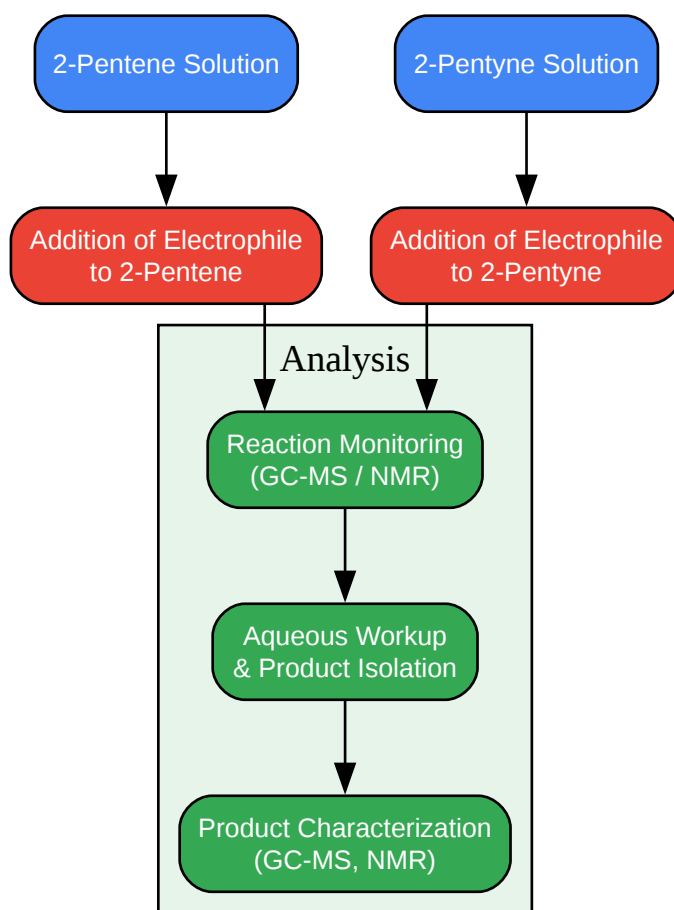 2-Pentene Solution
2-Pentyne Solution
Addition of Electrophile
to 2-Pentene
Addition of Electrophile
to 2-Pentyne
Analysis
Reaction Monitoring
(GC-MS / NMR)
Aqueous Workup
& Product Isolation
Product Characterization
(GC-MS, NMR)